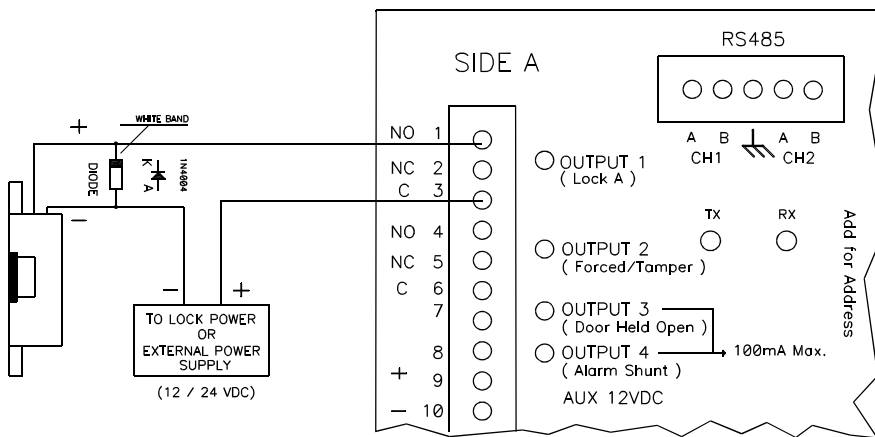 SIDE A
RS485
A B A B
CH1 CH2
Tx Rx
Add for Address
WHITE BAND
+
DIODE
K A
1N4004
−
− +
TO LOCK POWER
OR
EXTERNAL POWER
SUPPLY
(12 / 24 VDC)
NO 1
NC 2
C 3
NO 4
NC 5
C 6
7
8
+ 9
− 10
OUTPUT 1
( Lock A )
OUTPUT 2
( Forced/Tamper )
OUTPUT 3
( Door Held Open )
OUTPUT 4
( Alarm Shunt )
100mA Max.
AUX 12VDC